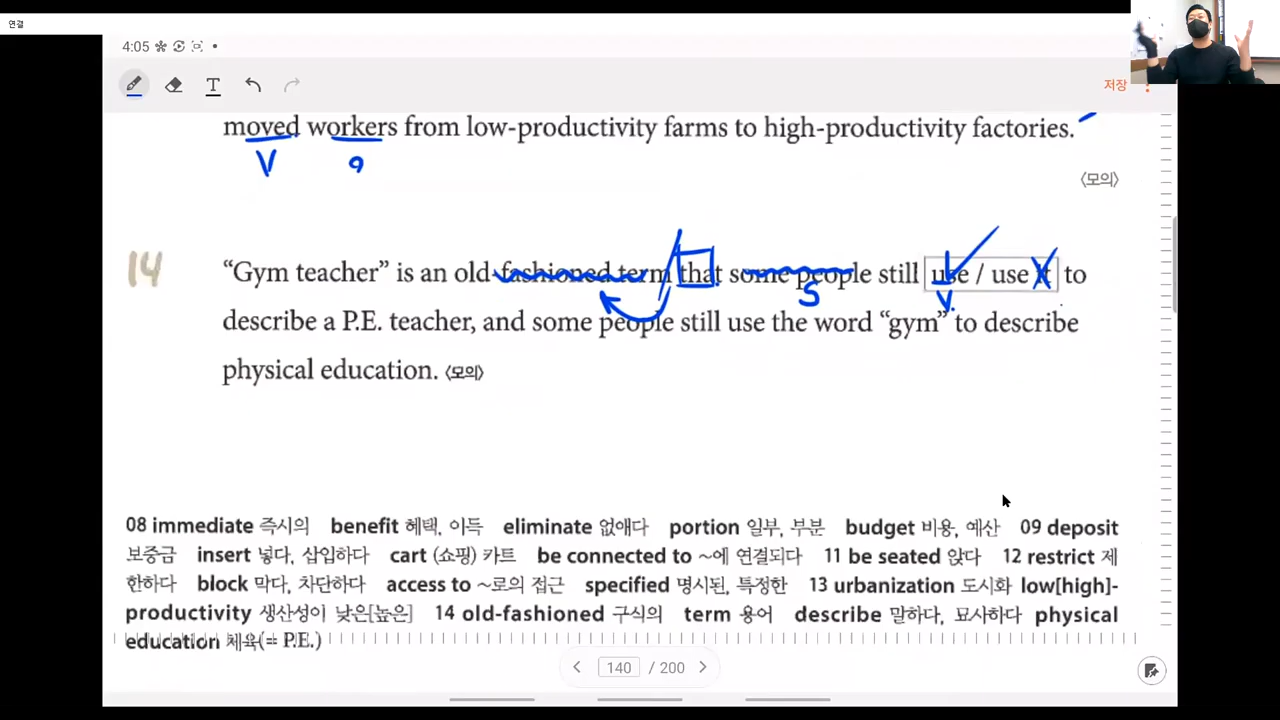 연결
4:05
T
저장
moved workers from low-productivity farms to high-productivity factories.
V o
〈모의〉
14 “Gym teacher” is an old-fashioned term that some people still use / use it to
S V
describe a P.E. teacher, and some people still use the word “gym” to describe
physical education. 〈모의〉
08 immediate 즉시의 benefit 혜택, 이득 eliminate 없애다 portion 일부, 부분 budget 비용, 예산 09 deposit
보증금 insert 넣다, 삽입하다 cart (쇼핑) 카트 be connected to ~에 연결되다 11 be seated 앉다 12 restrict 제
한하다 block 막다, 차단하다 access to ~로의 접근 specified 명시된, 특정한 13 urbanization 도시화 low[high]-
productivity 생산성이 낮은[높은] 14 old-fashioned 구식의 term 용어 describe 말하다, 묘사하다 physical
education 체육(= P.E.)
140 / 200